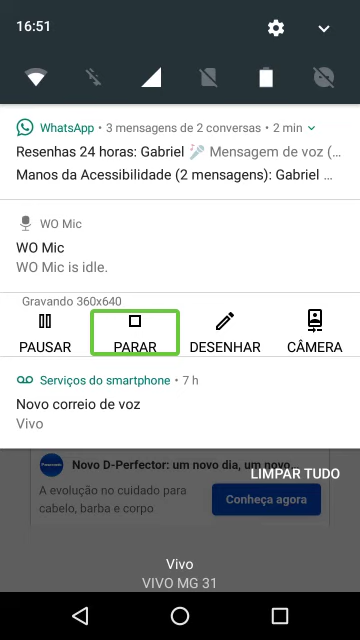 16:51
WhatsApp • 3 mensagens de 2 conversas • 2 min
Resenhas 24 horas: Gabriel 🎤 Mensagem de voz (…
Manos da Acessibilidade (2 mensagens): Gabriel …
WO Mic
WO Mic
WO Mic is idle.
Gravando 360x640
PAUSAR PARAR DESENHAR CÂMERA
Serviços do smartphone • 7 h
Novo correio de voz
Vivo
Novo D-Perfector: um novo dia, um novo
LIMPAR TUDO
A evolução no cuidado para
cabelo, barba e corpo
Conheça agora
Vivo
VIVO MG 31